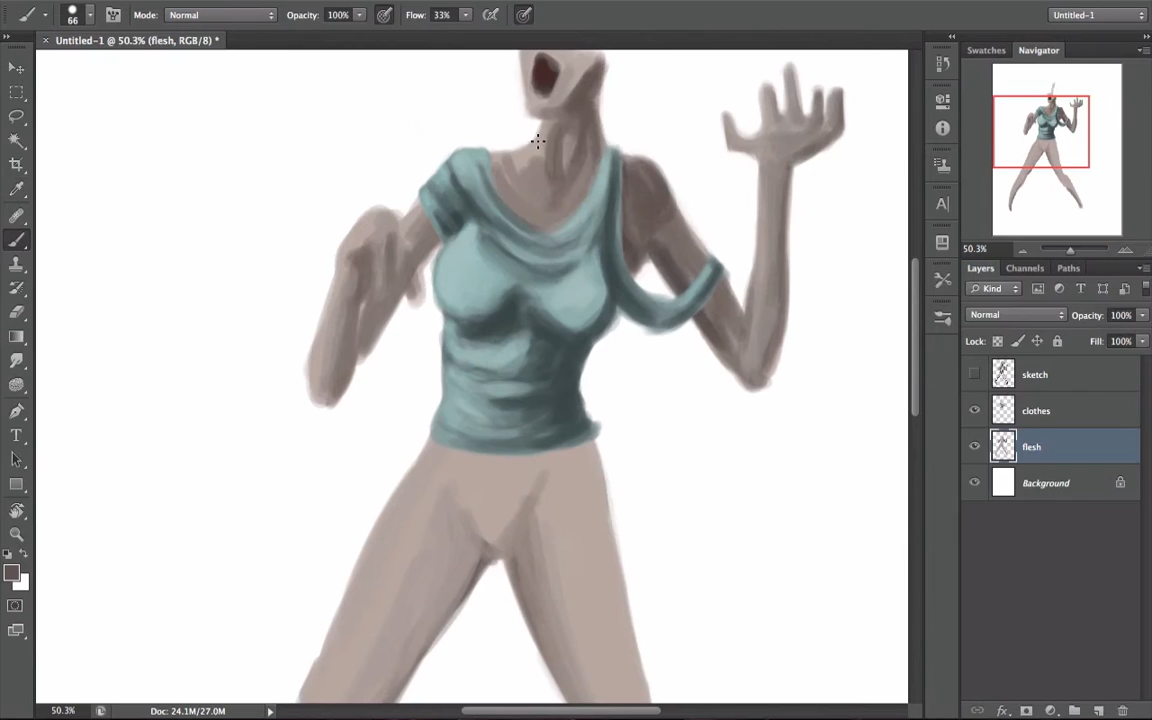 66 Mode: Normal Opacity: 100% Flow: 33% Untitled-1
× Untitled-1 @ 50.3% (flesh, RGB/8) *
Swatches Navigator
50.3%
Layers Channels Paths
Kind
Normal Opacity: 100%
Lock: Fill: 100%
sketch
clothes
flesh
Background
50.3% Doc: 24.1M/27.0M